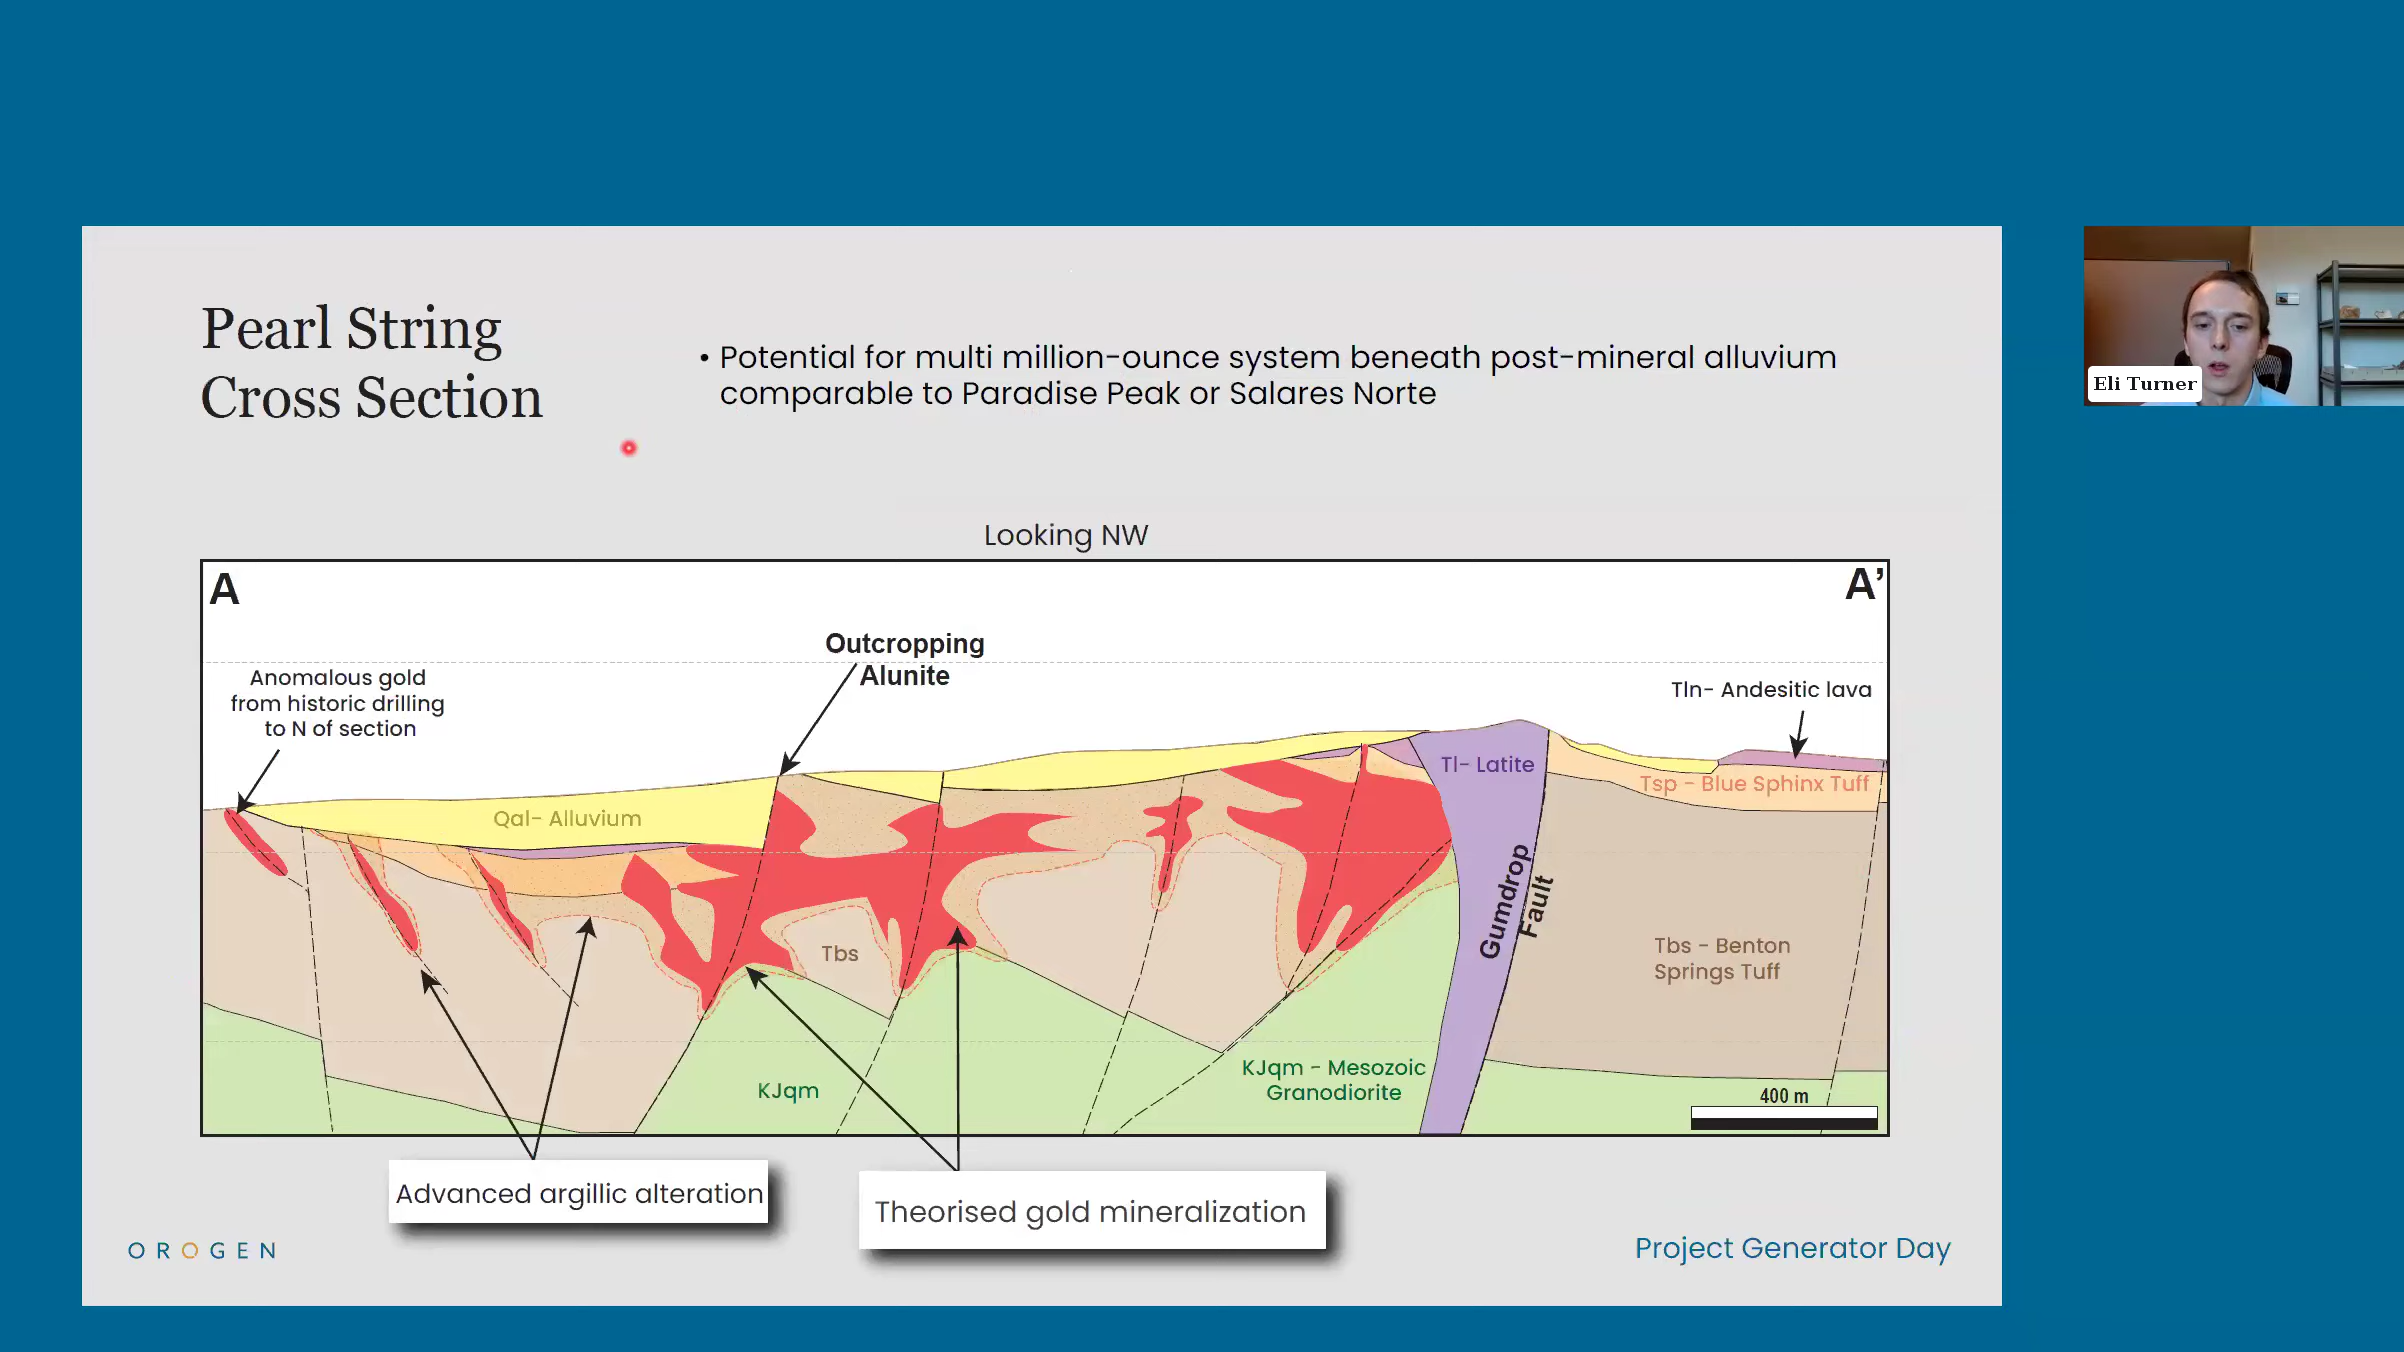 Pearl String
Cross Section
• Potential for multi million-ounce system beneath post-mineral alluvium
comparable to Paradise Peak or Salares Norte
Eli Turner
Looking NW
A
A’
Outcropping
Alunite
Anomalous gold
from historic drilling
to N of section
Tln- Andesitic lava
Tl- Latite
Tsp - Blue Sphinx Tuff
Qal- Alluvium
Gumdrop
Fault
Tbs
Tbs - Benton
Springs Tuff
KJqm
KJqm - Mesozoic
Granodiorite
400 m
Advanced argillic alteration
Theorised gold mineralization
OROGEN
Project Generator Day